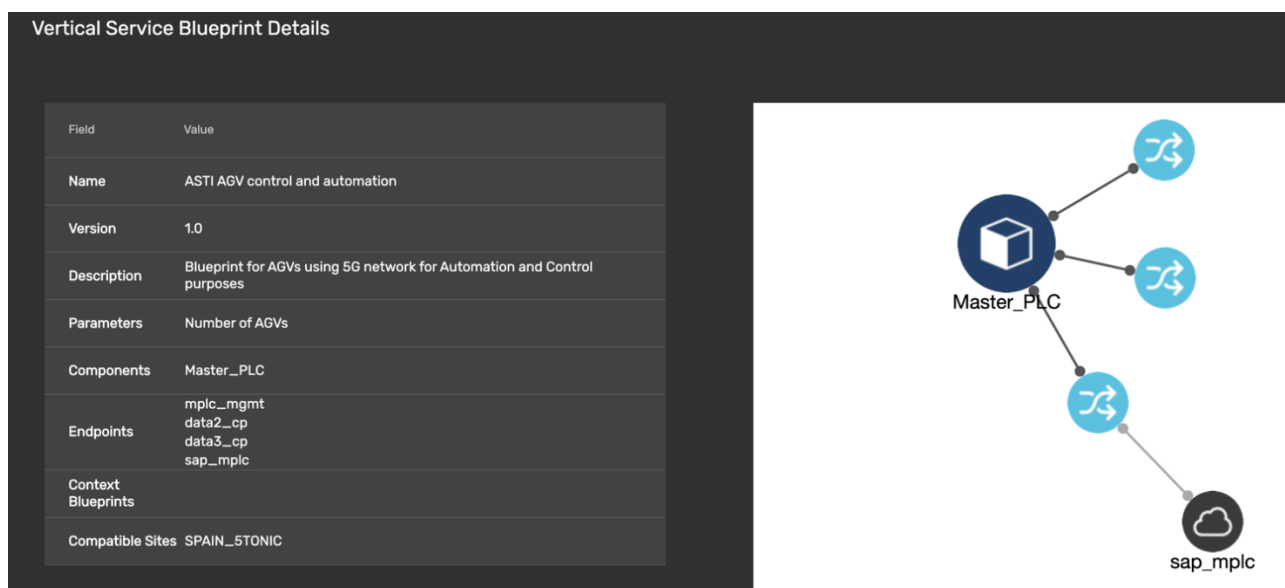 Vertical Service Blueprint Details
Field Value
Name ASTI AGV control and automation
Version 1.0
Description Blueprint for AGVs using 5G network for Automation and Control
purposes
Parameters Number of AGVs
Components Master_PLC
Endpoints mplc_mgmt
data2_cp
data3_cp
sap_mplc
Context
Blueprints
Compatible Sites SPAIN_5TONIC
Master_PLC
sap_mplc